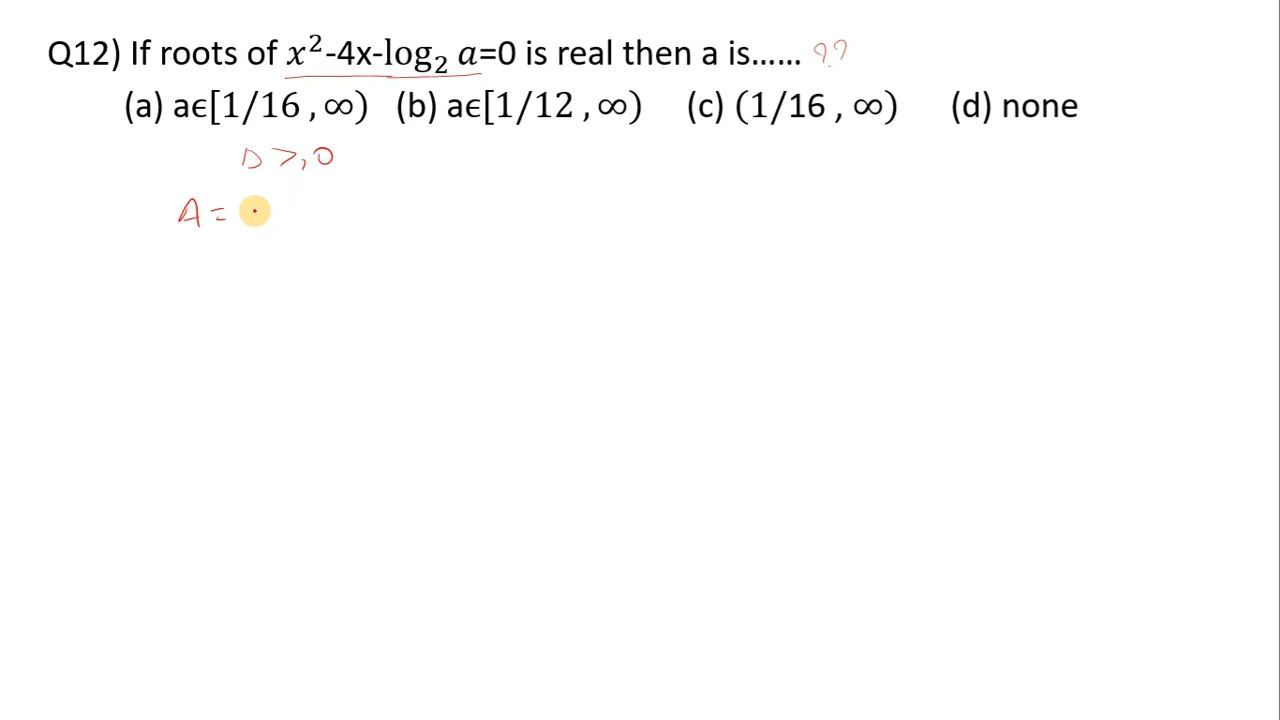 Q12) If roots of x²-4x-log₂ a=0 is real then a is...... ??
(a) aϵ[1/16 , ∞) (b) aϵ[1/12 , ∞) (c) (1/16 , ∞) (d) none
D ≥ 0
A =